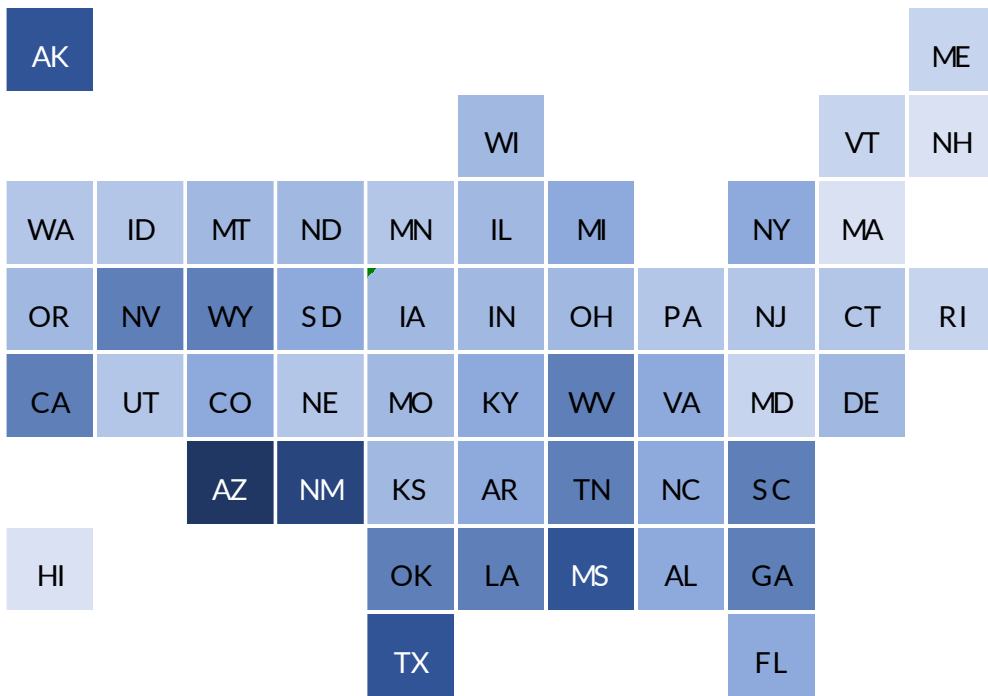 AK ME
WI VT NH
WA ID MT ND MN IL MI NY MA
OR NV WY SD IA IN OH PA NJ CT RI
CA UT CO NE MO KY WV VA MD DE
AZ NM KS AR TN NC SC
HI OK LA MS AL GA
TX FL